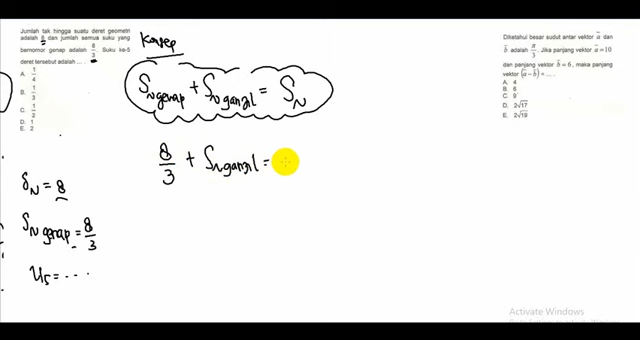 Jumlah tak hingga suatu deret geometri
adalah 8 dan jumlah semua suku yang
bernomor genap adalah 8/3. Suku ke-5
deret tersebut adalah ....
A. 1/4
B. 1/3
C. 1/2
D. 1
E. 2
Konsep
S~genap + S~ganjil = S~
8/3 + S~ganjil =
S~ = 8
S~genap = 8/3
U5 = ....
Diketahui besar sudut antar vektor a dan
b adalah π/3. Jika panjang vektor a = 10
dan panjang vektor b = 6, maka panjang
vektor (a - b) = ....
A. 4
B. 6
C. 9
D. 2√17
E. 2√19
Activate Windows